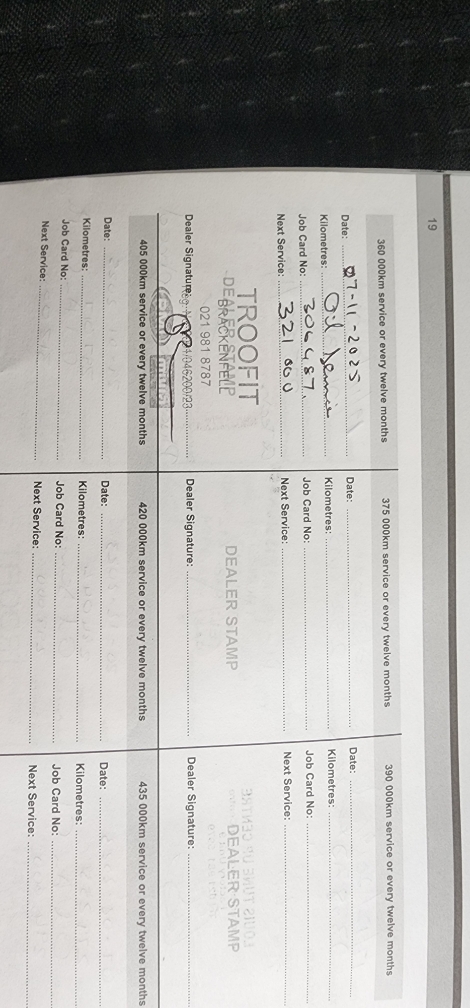 19
360 000km service or every twelve months
Date: 07-11-2025
Kilometres: Oil Service
Job Card No: 306487.
Next Service: 321 000
TROOFIT
DEALER STAMP
BRACKENFELL
021 981 8787
Dealer Signature:
375 000km service or every twelve months
Date:
Kilometres:
Job Card No:
Next Service:
DEALER STAMP
Dealer Signature:
390 000km service or every twelve months
Date:
Kilometres:
Job Card No:
Next Service:
DEALER STAMP
Dealer Signature:
405 000km service or every twelve months
Date:
Kilometres:
Job Card No:
Next Service:
420 000km service or every twelve months
Date:
Kilometres:
Job Card No:
Next Service:
435 000km service or every twelve months
Date:
Kilometres:
Job Card No:
Next Service: